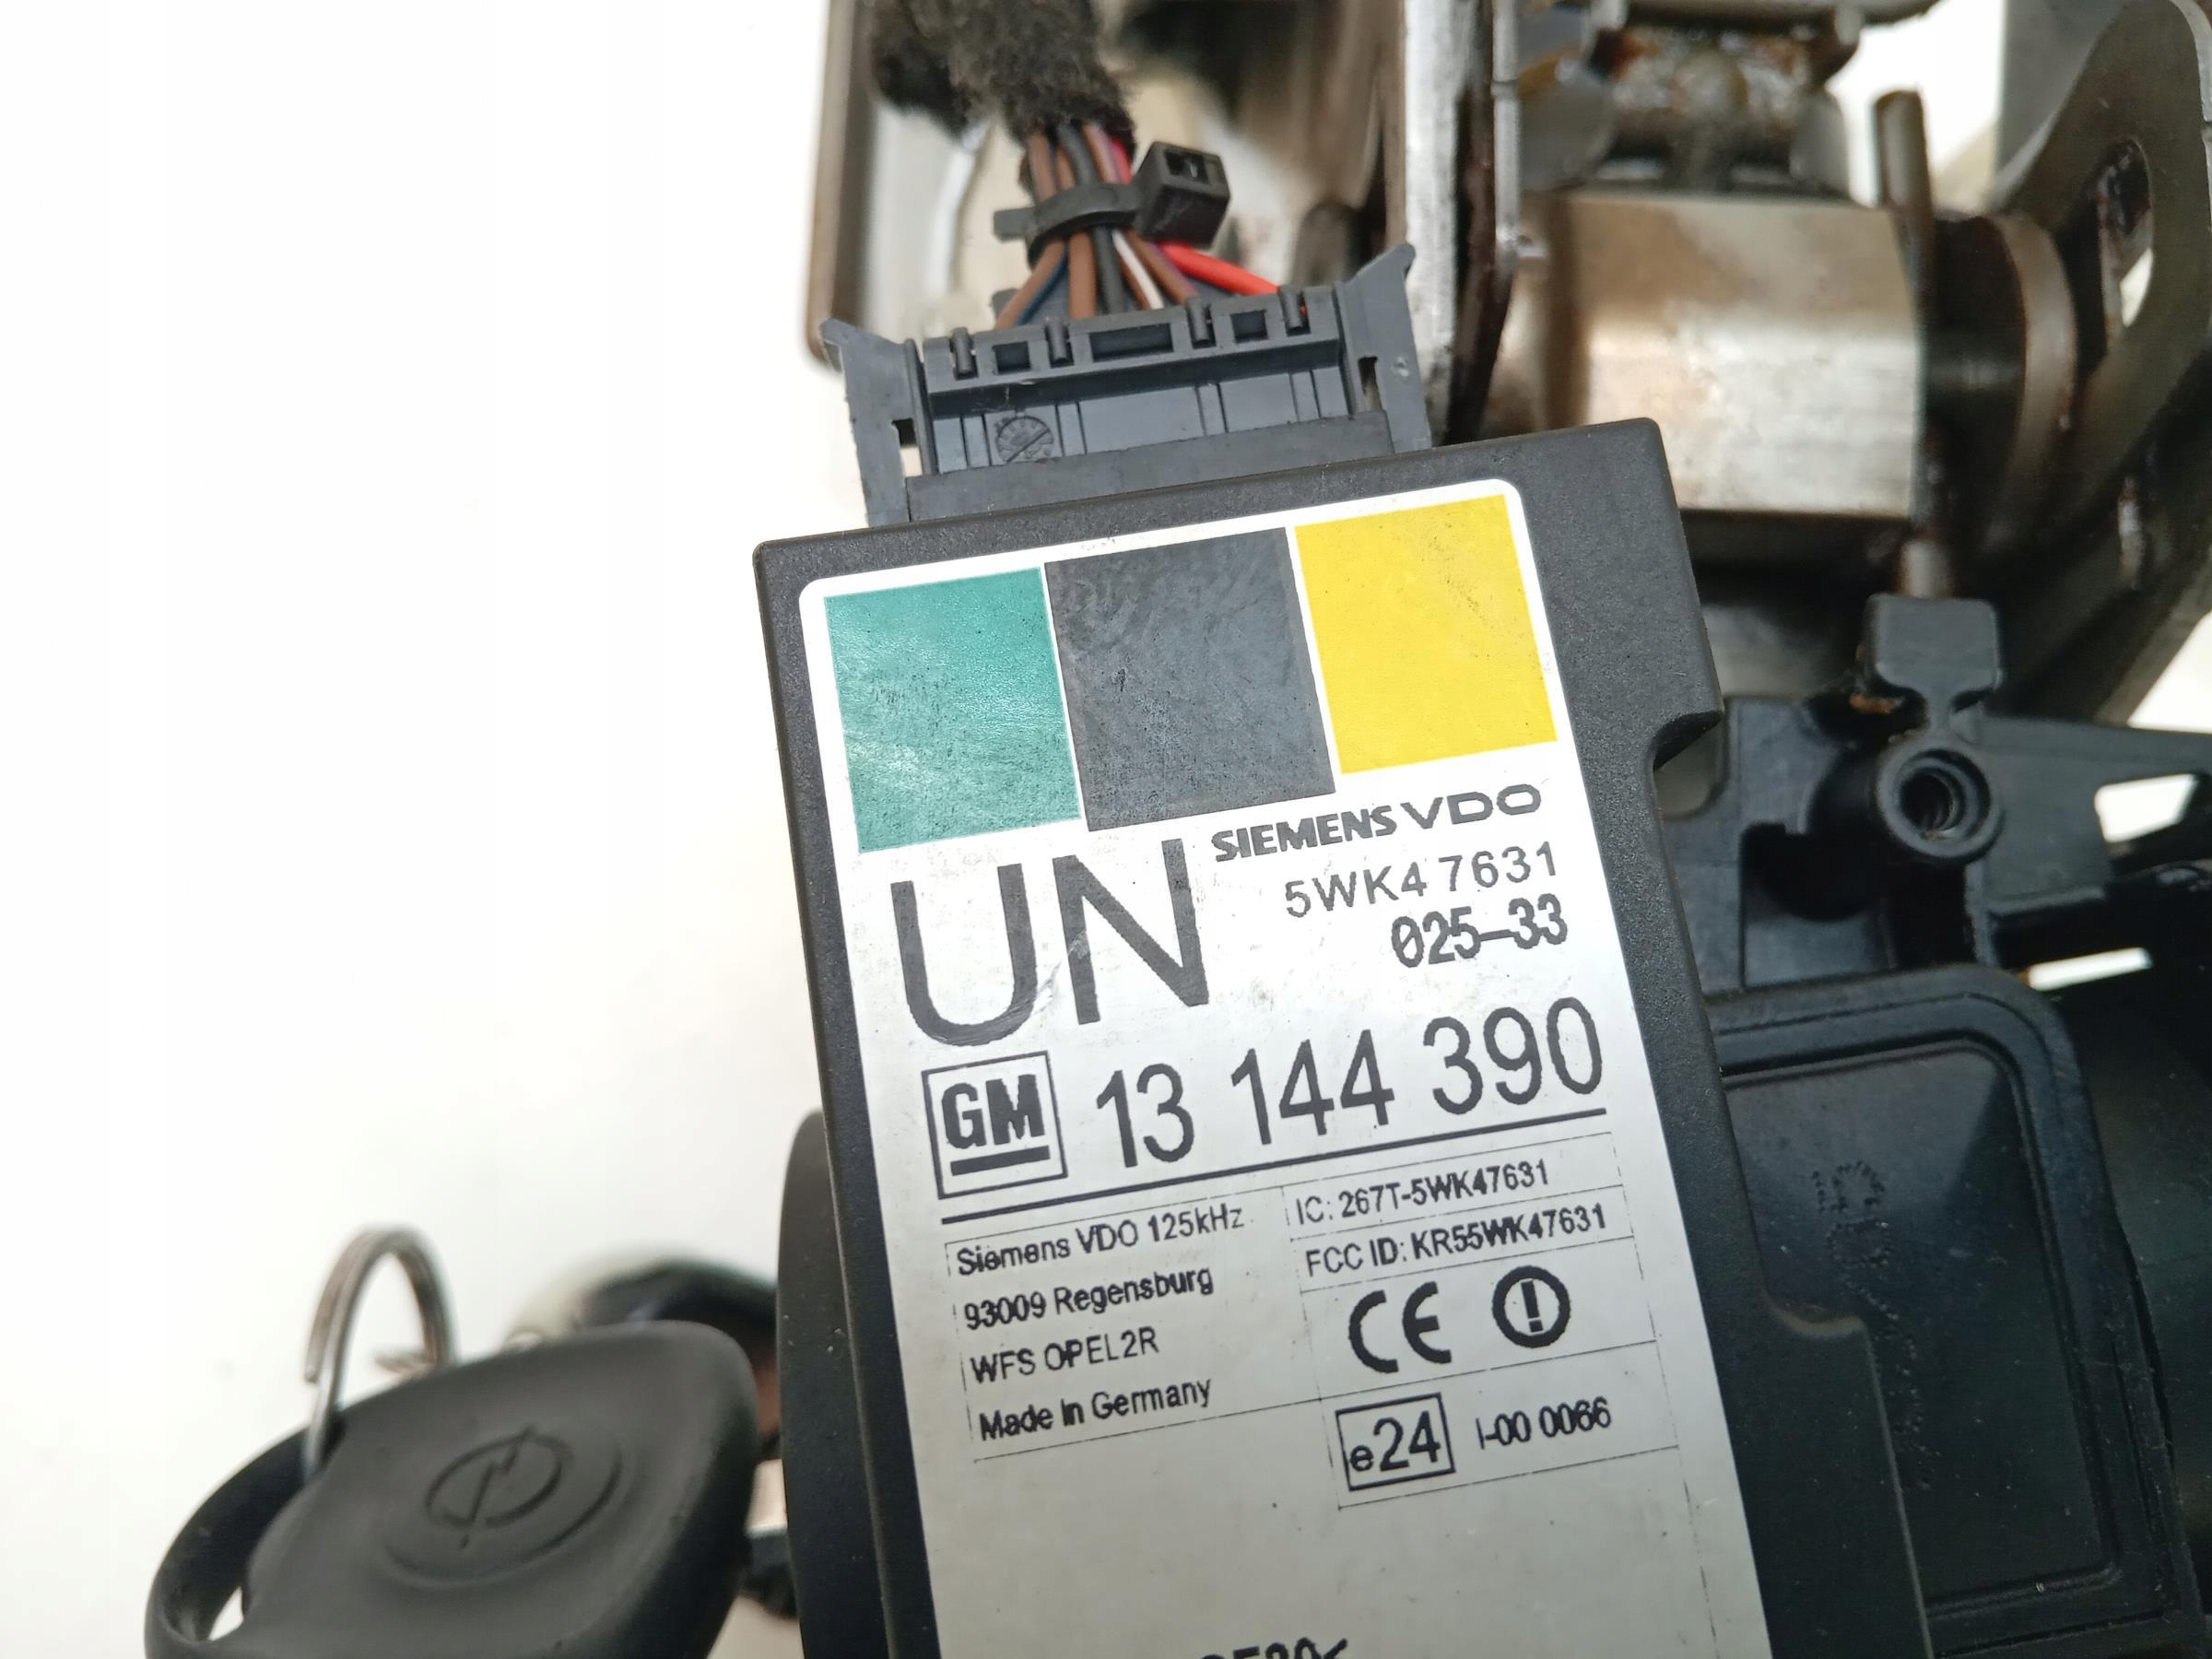 SIEMENS VDO
5WK4 7631
025-33
UN
GM 13 144 390
Siemens VDO 125kHz
93009 Regensburg
WFS OPEL2R
Made in Germany
IC: 267T-5WK47631
FCC ID: KR55WK47631
CE
e24 I-00 0066